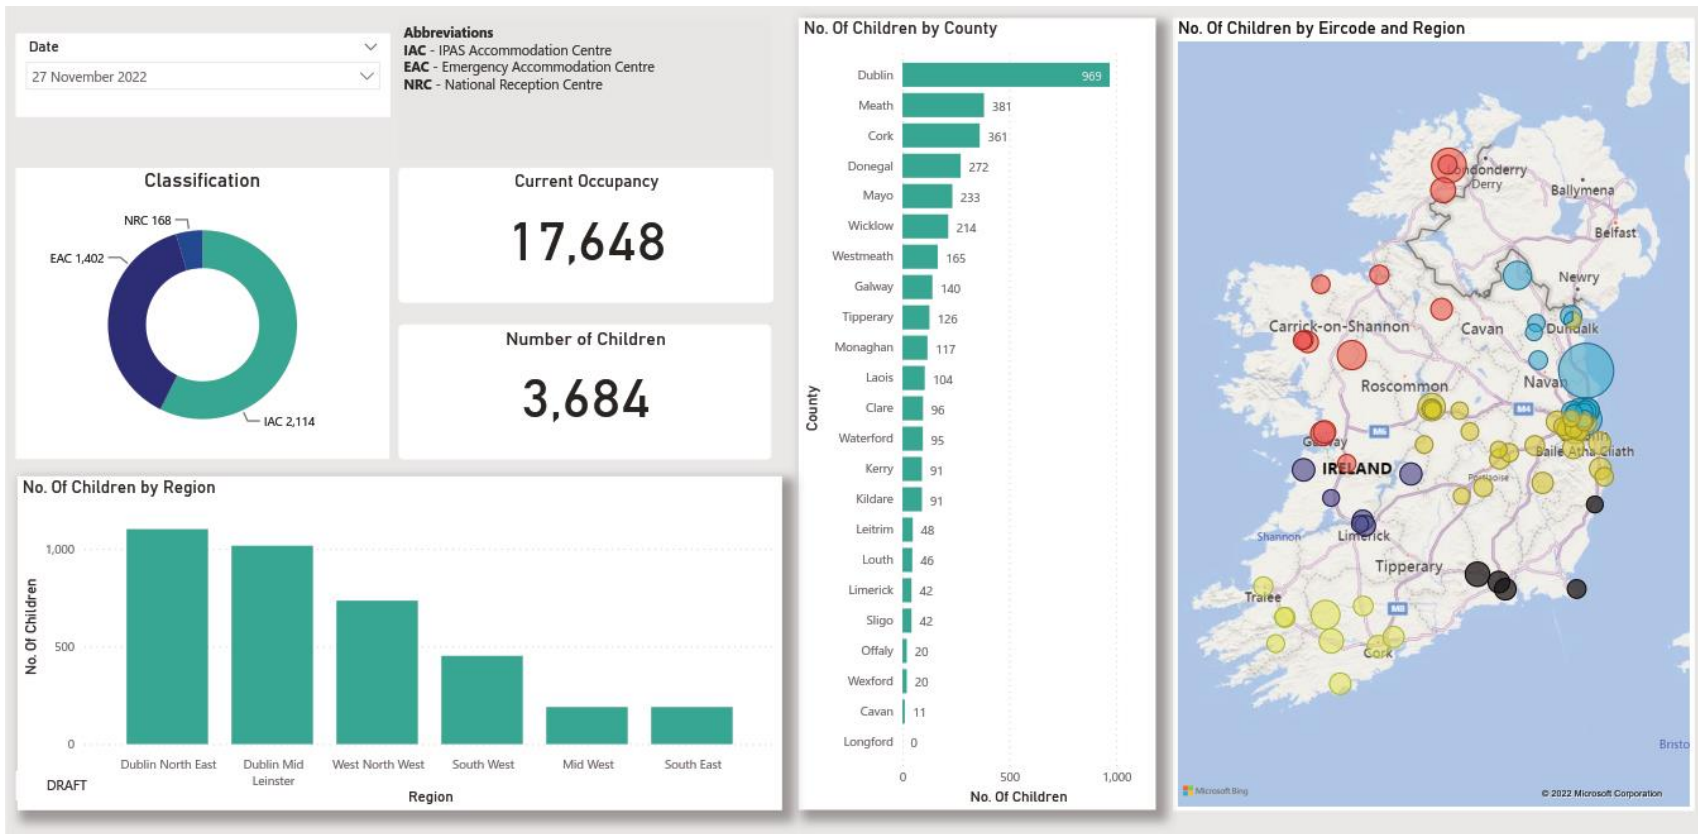 Date
27 November 2022
Abbreviations
IAC - IPAS Accommodation Centre
EAC - Emergency Accommodation Centre
NRC - National Reception Centre
Classification
NRC 168
EAC 1,402
IAC 2,114
Current Occupancy
17,648
Number of Children
3,684
No. Of Children by Region
No. Of Children
1,000
500
0
Dublin North East
Dublin Mid
Leinster
West North West
South West
Mid West
South East
DRAFT
Region
No. Of Children by County
County
Dublin 969
Meath 381
Cork 361
Donegal 272
Mayo 233
Wicklow 214
Westmeath 165
Galway 140
Tipperary 126
Monaghan 117
Laois 104
Clare 96
Waterford 95
Kerry 91
Kildare 91
Leitrim 48
Louth 46
Limerick 42
Sligo 42
Offaly 20
Wexford 20
Cavan 11
Longford 0
0 500 1,000
No. Of Children
No. Of Children by Eircode and Region
Londonderry
Derry
Ballymena
Belfast
Newry
Carrick-on-Shannon
Cavan
Dundalk
Roscommon
Navan
M4
M6
Galway
Baile Átha Cliath
IRELAND
Portlaoise
Shannon
Limerick
Tipperary
Tralee
M8
Cork
Bristo
Microsoft Bing
© 2022 Microsoft Corporation